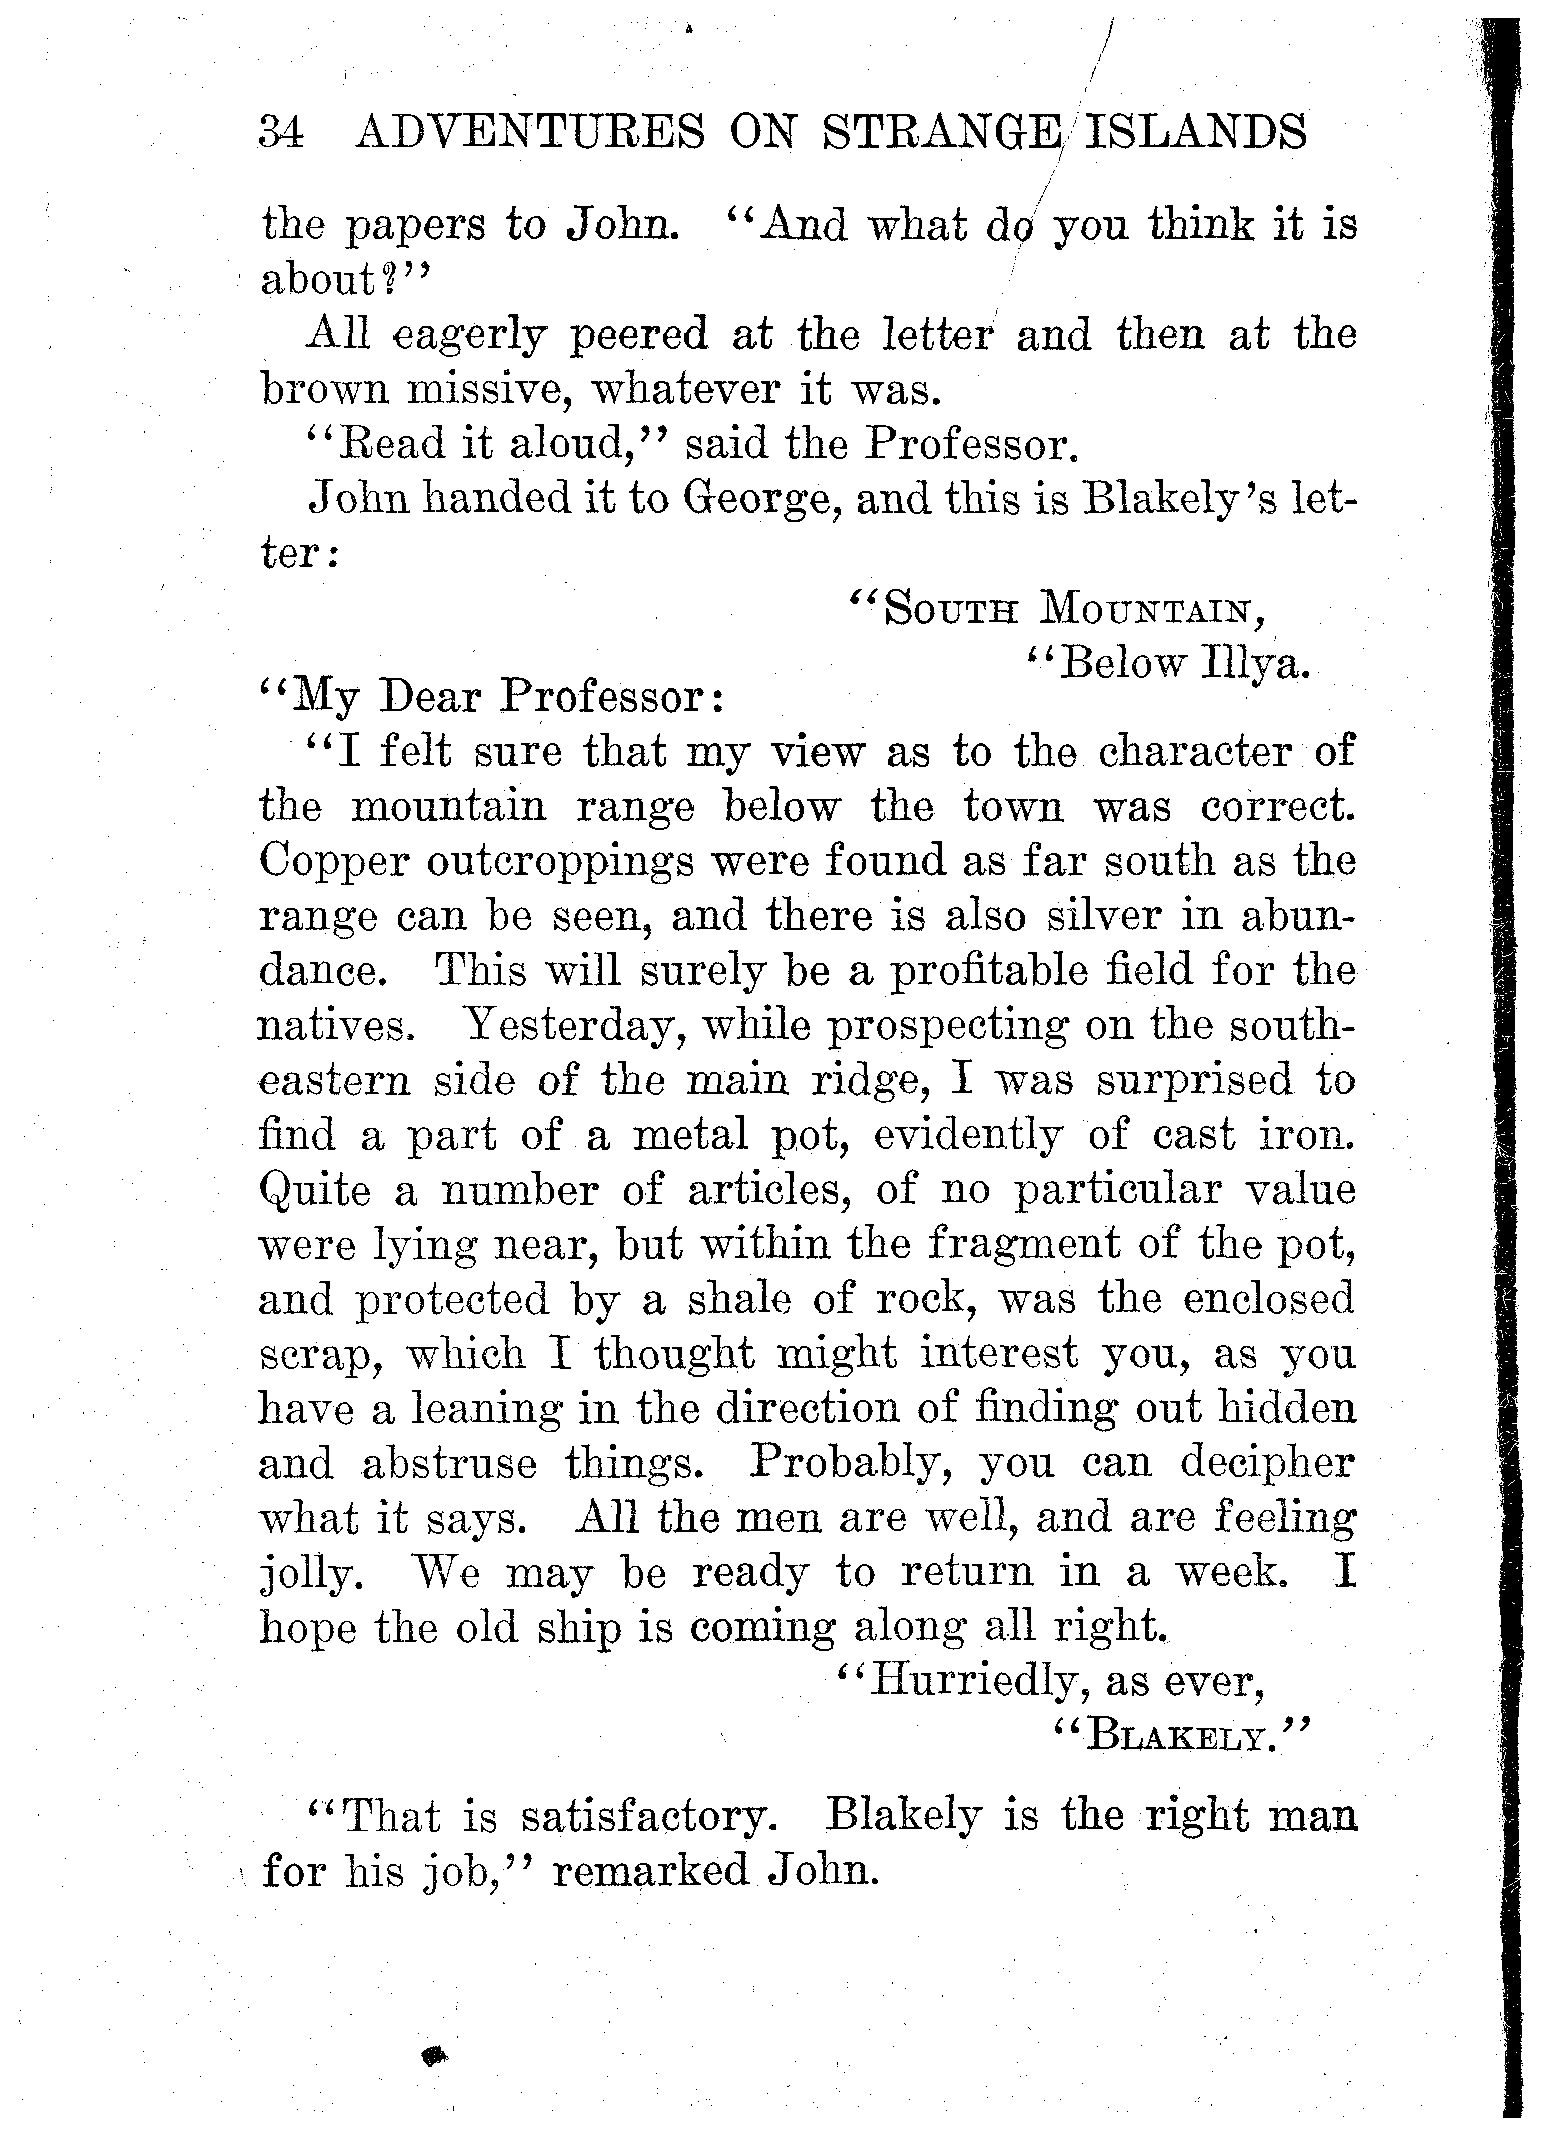 34 ADVENTURES ON STRANGE ISLANDS
the papers to John. "And what do you think it is
about?"
All eagerly peered at the letter and then at the
brown missive, whatever it was.
"Read it aloud," said the Professor.
John handed it to George, and this is Blakely's let-
ter:
"SOUTH MOUNTAIN,
"Below Illya.
"My Dear Professor:
"I felt sure that my view as to the character of
the mountain range below the town was correct.
Copper outcroppings were found as far south as the
range can be seen, and there is also silver in abun-
dance. This will surely be a profitable field for the
natives. Yesterday, while prospecting on the south-
eastern side of the main ridge, I was surprised to
find a part of a metal pot, evidently of cast iron.
Quite a number of articles, of no particular value
were lying near, but within the fragment of the pot,
and protected by a shale of rock, was the enclosed
scrap, which I thought might interest you, as you
have a leaning in the direction of finding out hidden
and abstruse things. Probably, you can decipher
what it says. All the men are well, and are feeling
jolly. We may be ready to return in a week. I
hope the old ship is coming along all right.
"Hurriedly, as ever,
"BLAKELY."
"That is satisfactory. Blakely is the right man
for his job," remarked John.